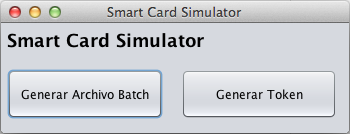 Smart Card Simulator
Smart Card Simulator
Generar Archivo Batch
Generar Token